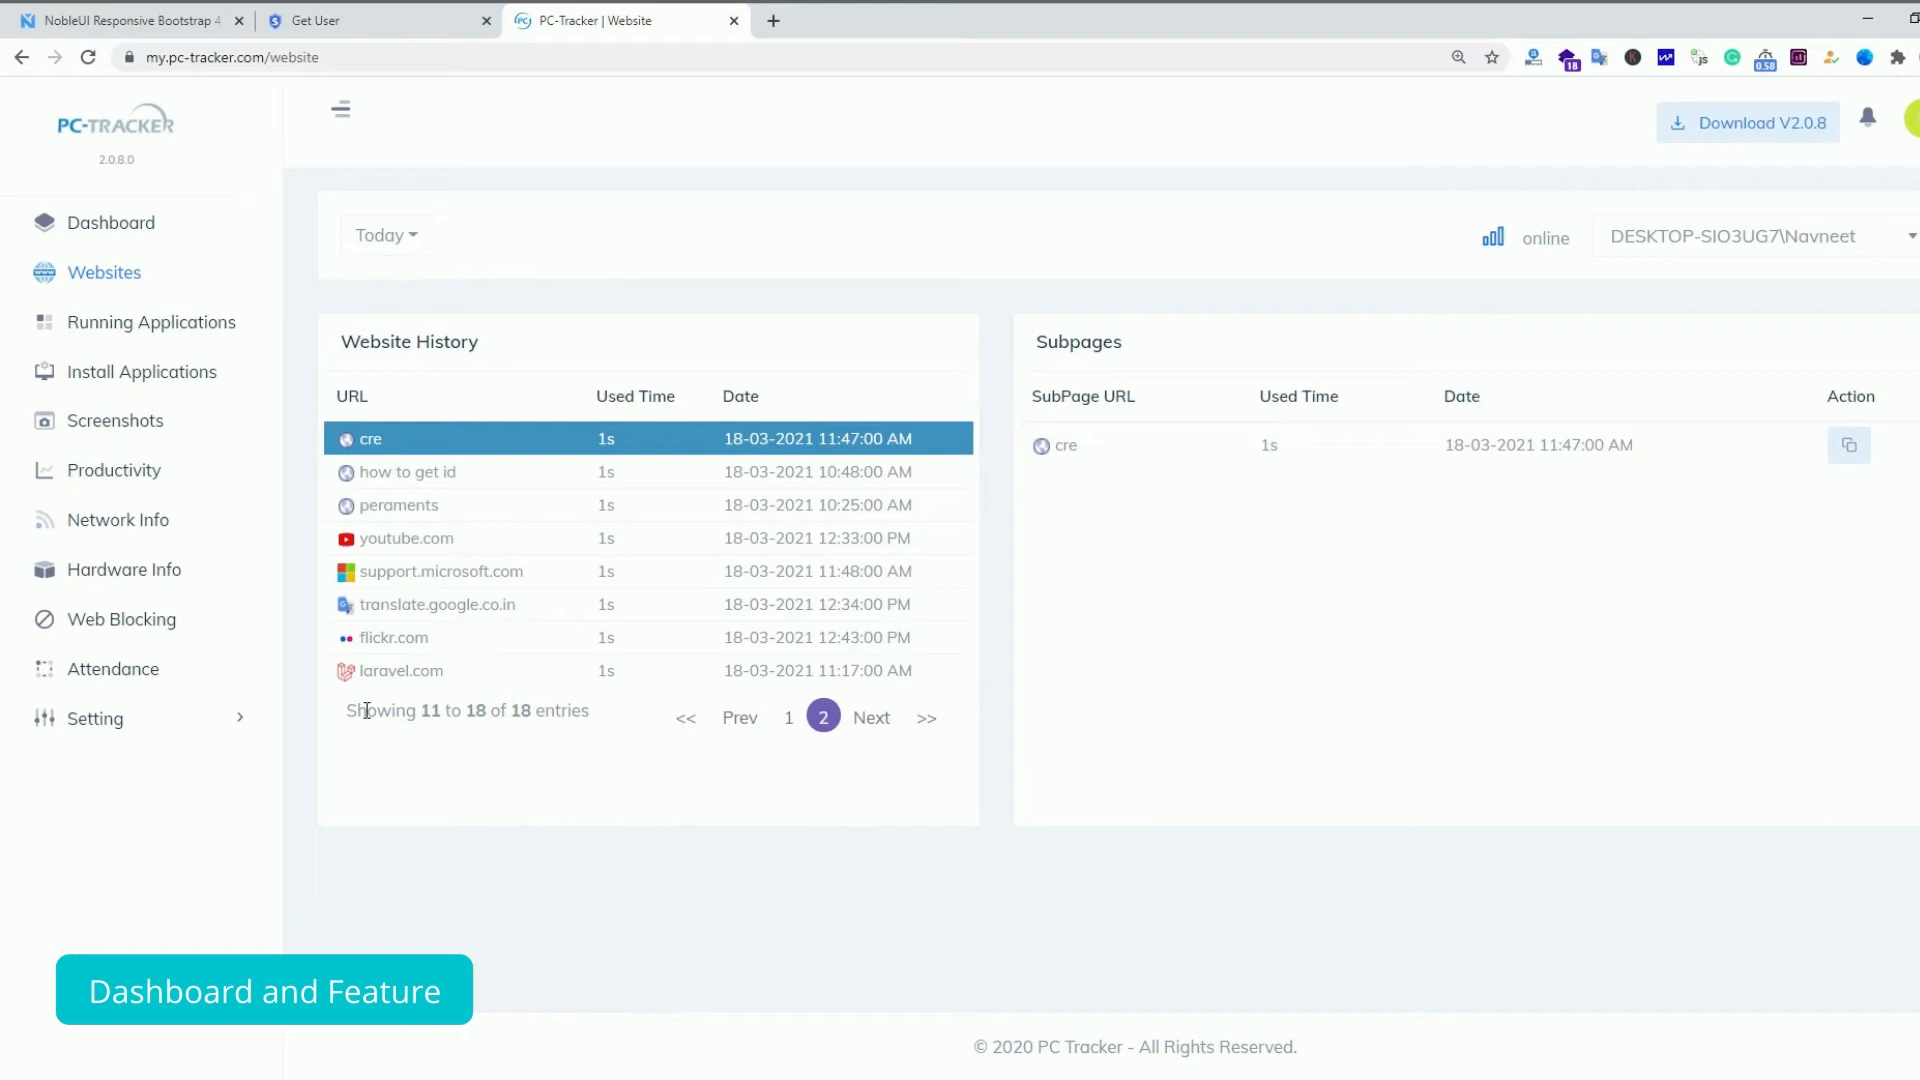 NobleUI Responsive Bootstrap 4
Get User
PC-Tracker | Website
my.pc-tracker.com/website
18
0.58
PC-TRACKER
2.0.8.0
Download V2.0.8
Dashboard
Websites
Running Applications
Install Applications
Screenshots
Productivity
Network Info
Hardware Info
Web Blocking
Attendance
Setting
Today
online
DESKTOP-SIO3UG7\Navneet
Website History
URL Used Time Date
cre 1s 18-03-2021 11:47:00 AM
how to get id 1s 18-03-2021 10:48:00 AM
peraments 1s 18-03-2021 10:25:00 AM
youtube.com 1s 18-03-2021 12:33:00 PM
support.microsoft.com 1s 18-03-2021 11:48:00 AM
translate.google.co.in 1s 18-03-2021 12:34:00 PM
flickr.com 1s 18-03-2021 12:43:00 PM
laravel.com 1s 18-03-2021 11:17:00 AM
Showing 11 to 18 of 18 entries
<< Prev 1 2 Next >>
Subpages
SubPage URL Used Time Date Action
cre 1s 18-03-2021 11:47:00 AM
Dashboard and Feature
© 2020 PC Tracker - All Rights Reserved.